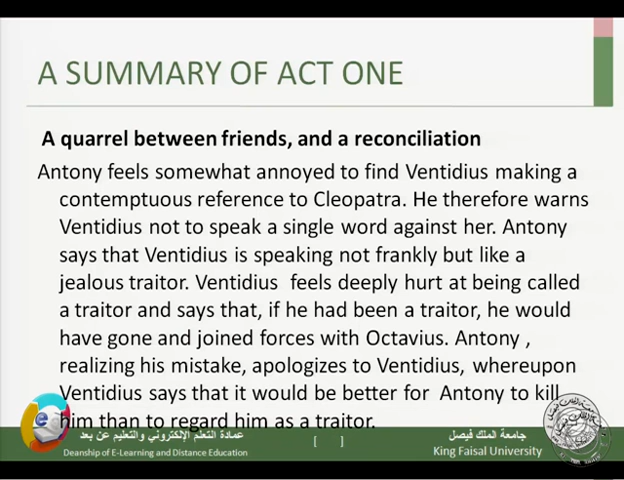 A SUMMARY OF ACT ONE
A quarrel between friends, and a reconciliation
Antony feels somewhat annoyed to find Ventidius making a
contemptuous reference to Cleopatra. He therefore warns
Ventidius not to speak a single word against her. Antony
says that Ventidius is speaking not frankly but like a
jealous traitor. Ventidius  feels deeply hurt at being called
a traitor and says that, if he had been a traitor, he would
have gone and joined forces with Octavius. Antony ,
realizing his mistake, apologizes to Ventidius, whereupon
Ventidius says that it would be better for  Antony to kill
him than to regard him as a traitor.
عمادة التعلم الإلكتروني والتعليم عن بعد
Deanship of E-Learning and Distance Education
[ ]
جامعة الملك فيصل
King Faisal University